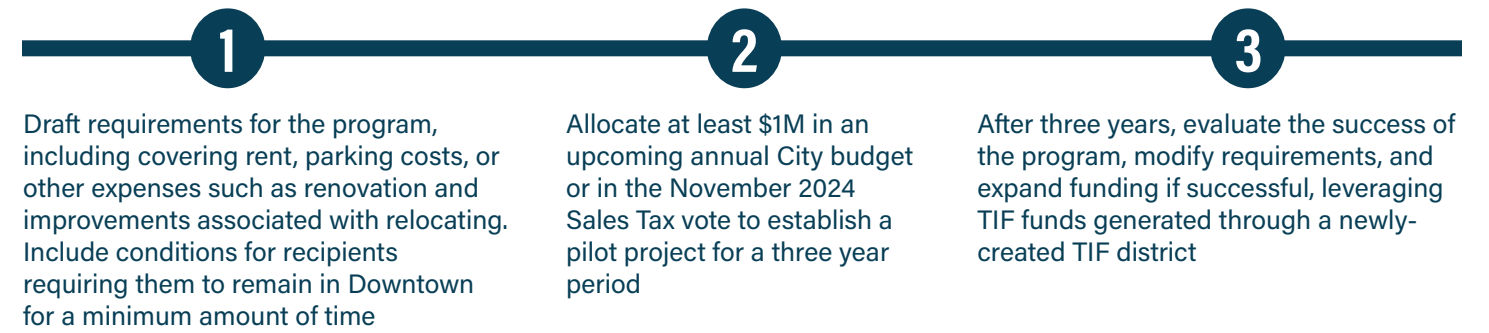 1
Draft requirements for the program,
including covering rent, parking costs, or
other expenses such as renovation and
improvements associated with relocating.
Include conditions for recipients
requiring them to remain in Downtown
for a minimum amount of time
2
Allocate at least $1M in an
upcoming annual City budget
or in the November 2024
Sales Tax vote to establish a
pilot project for a three year
period
3
After three years, evaluate the success of
the program, modify requirements, and
expand funding if successful, leveraging
TIF funds generated through a newly-
created TIF district